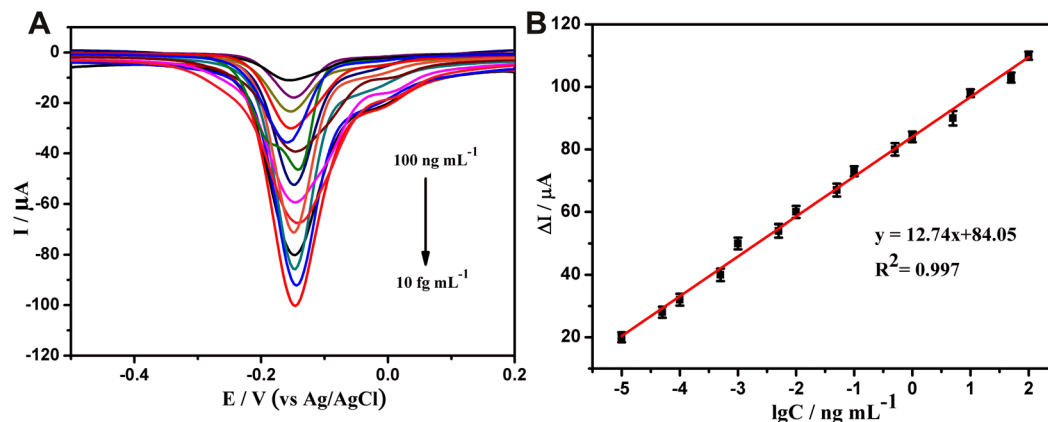 A
I / μA
0
-20
-40
-60
-80
-100
-120
-0.4
-0.2
0.0
0.2
E / V (vs Ag/AgCl)
100 ng mL⁻¹
10 fg mL⁻¹
B
ΔI / μA
120
100
80
60
40
20
-5
-4
-3
-2
-1
0
1
2
lgC / ng mL⁻¹
y = 12.74x+84.05
R²= 0.997